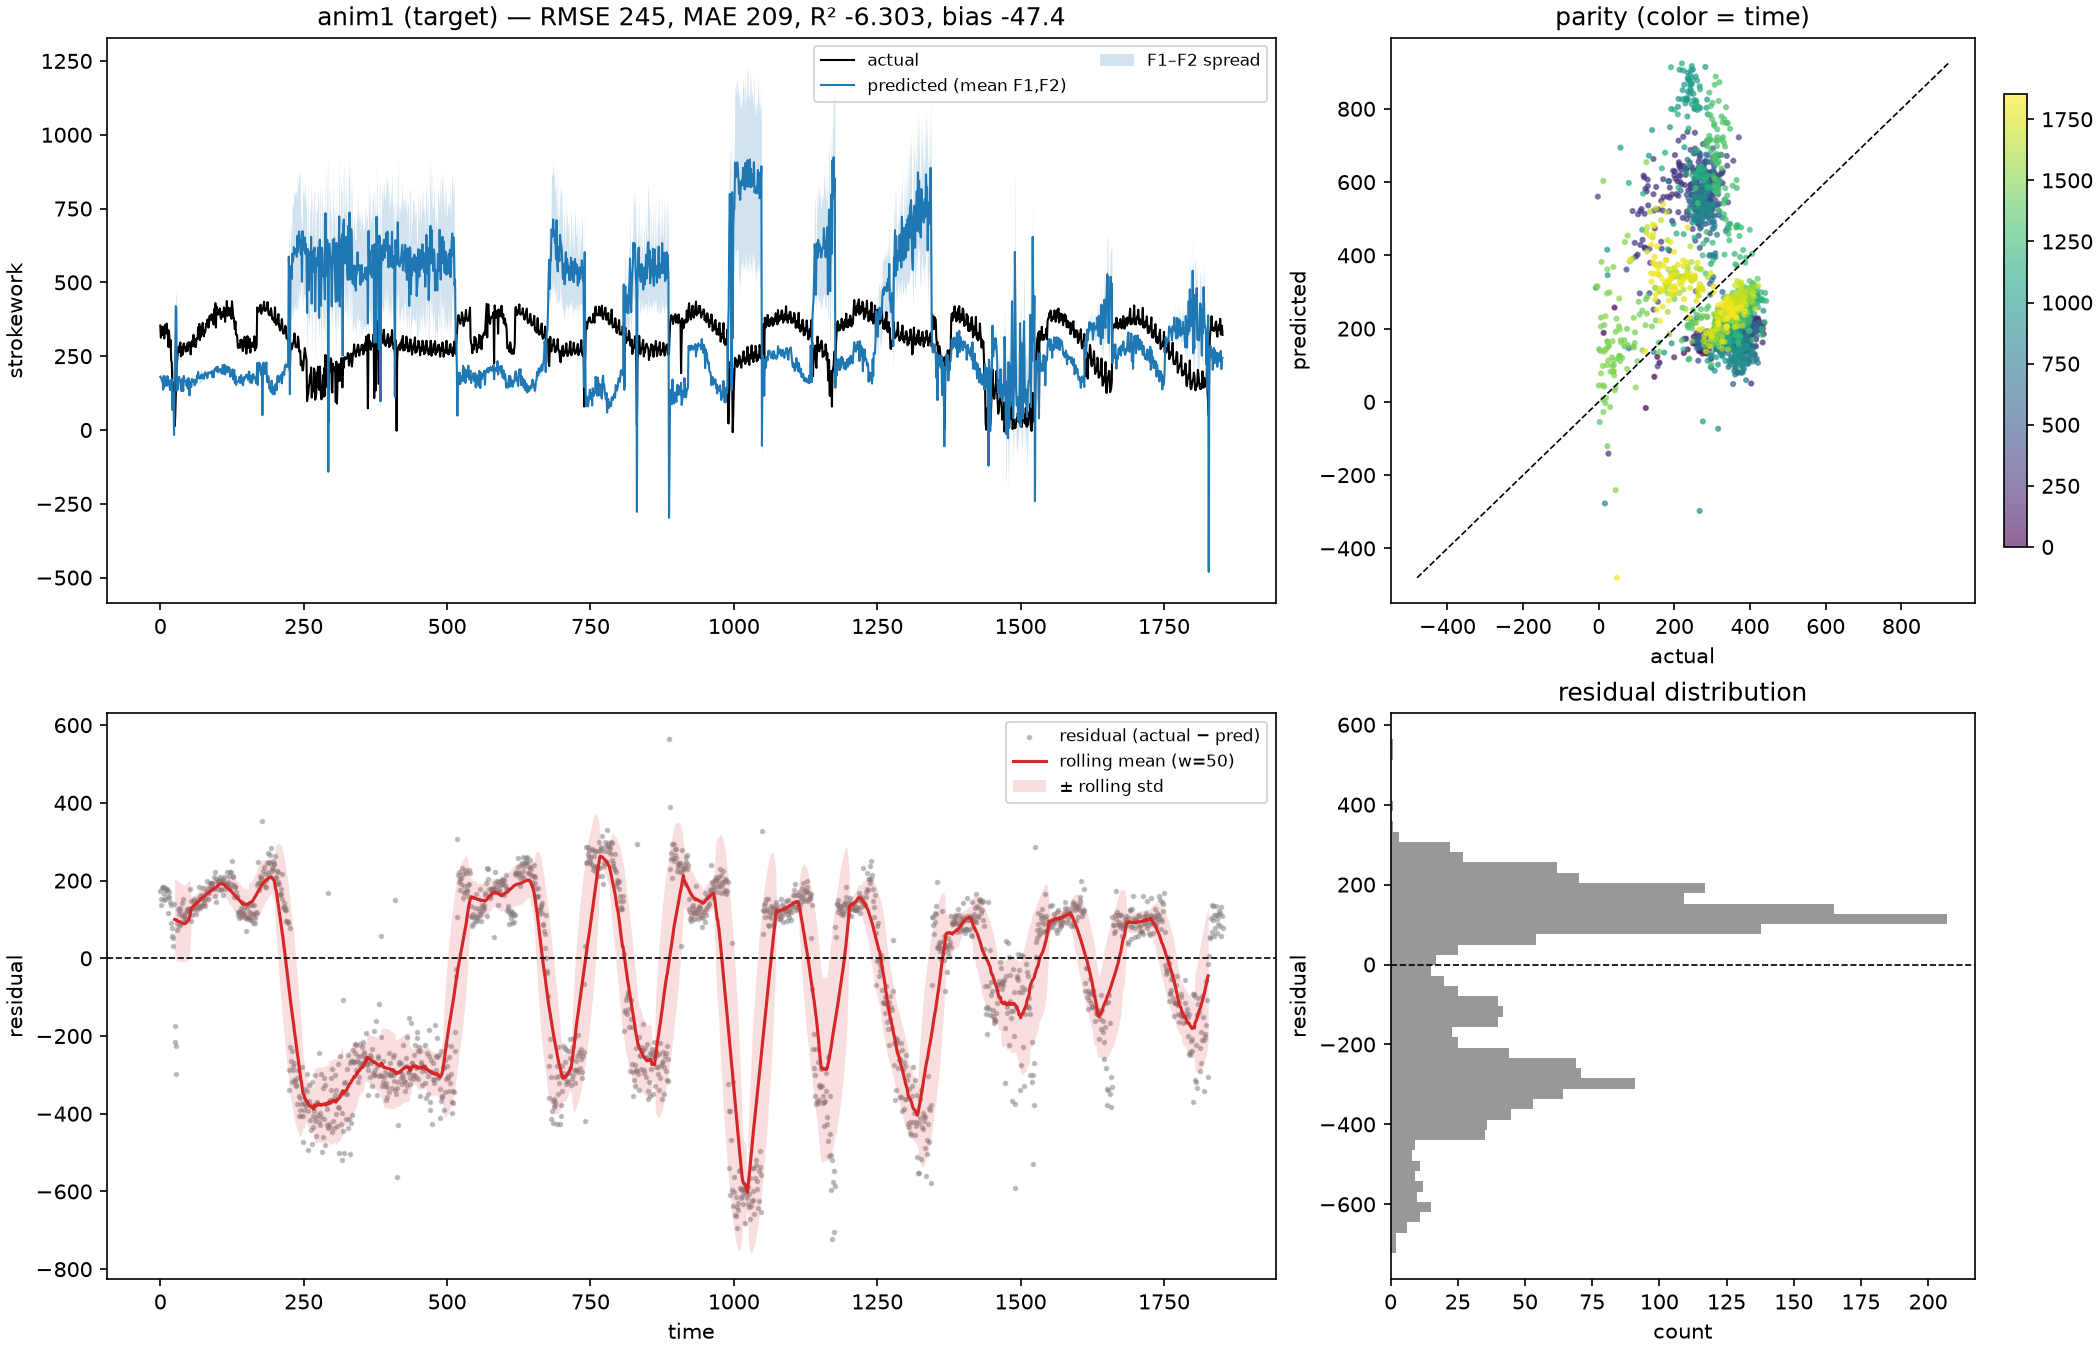 anim1 (target) — RMSE 245, MAE 209, R² -6.303, bias -47.4
actual
predicted (mean F1,F2)
F1–F2 spread
strokework
1250
1000
750
500
250
0
−250
−500
0 250 500 750 1000 1250 1500 1750
parity (color = time)
predicted
800
600
400
200
0
−200
−400
−400 −200 0 200 400 600 800
actual
1750
1500
1250
1000
750
500
250
0
residual (actual − pred)
rolling mean (w=50)
± rolling std
residual
600
400
200
0
−200
−400
−600
−800
0 250 500 750 1000 1250 1500 1750
time
residual distribution
residual
600
400
200
0
−200
−400
−600
0 25 50 75 100 125 150 175 200
count